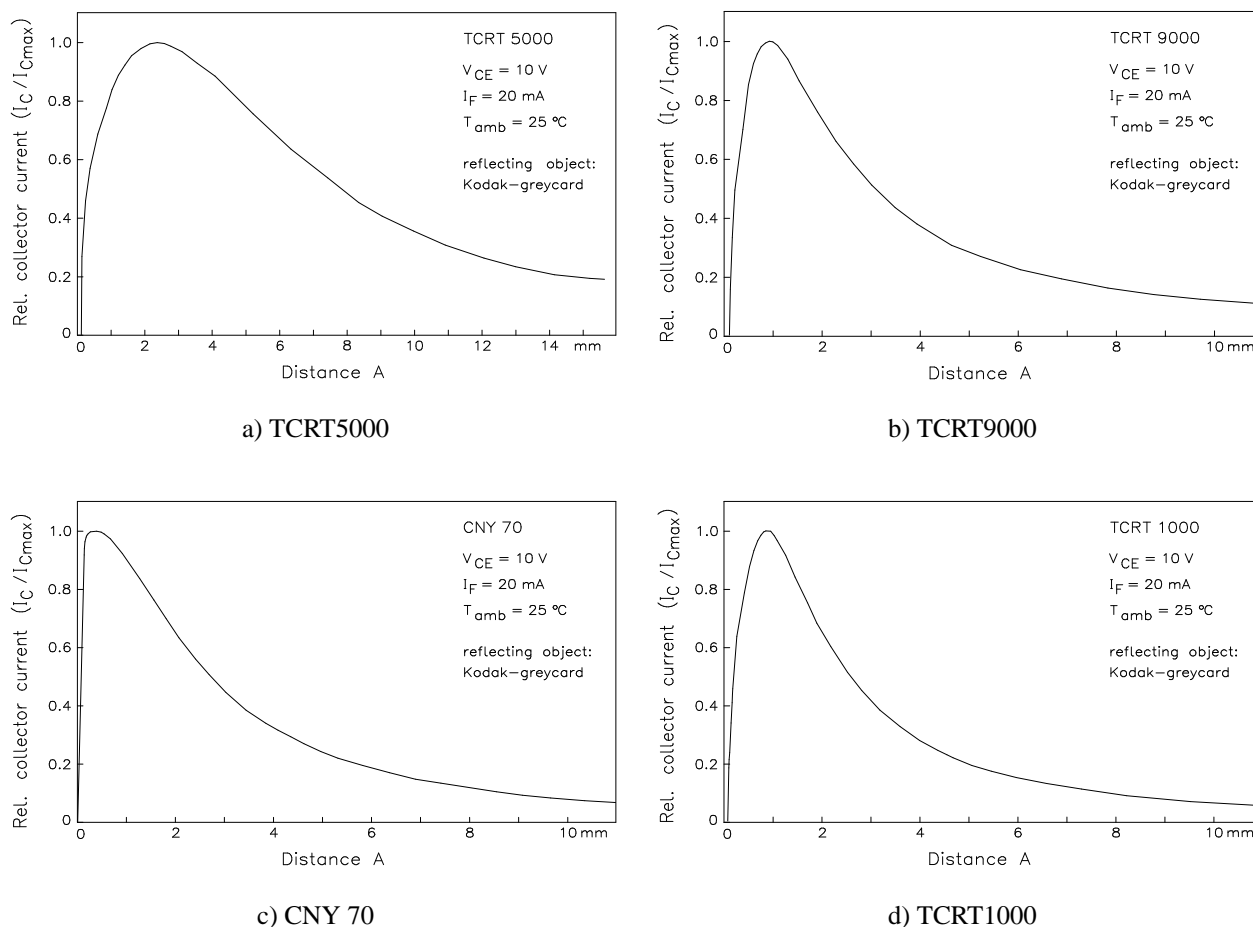 Rel. collector current (I_C /I_Cmax)
1.0
0.8
0.6
0.4
0.2
0
TCRT 5000
V_CE = 10 V
I_F = 20 mA
T_amb = 25 °C
reflecting object:
Kodak–greycard
0 2 4 6 8 10 12 14 mm
Distance A
a) TCRT5000
Rel. collector current (I_C /I_Cmax)
1.0
0.8
0.6
0.4
0.2
0
TCRT 9000
V_CE = 10 V
I_F = 20 mA
T_amb = 25 °C
reflecting object:
Kodak–greycard
0 2 4 6 8 10 mm
Distance A
b) TCRT9000
Rel. collector current (I_C /I_Cmax)
1.0
0.8
0.6
0.4
0.2
0
CNY 70
V_CE = 10 V
I_F = 20 mA
T_amb = 25 °C
reflecting object:
Kodak–greycard
0 2 4 6 8 10 mm
Distance A
c) CNY 70
Rel. collector current (I_C /I_Cmax)
1.0
0.8
0.6
0.4
0.2
0
TCRT 1000
V_CE = 10 V
I_F = 20 mA
T_amb = 25 °C
reflecting object:
Kodak–greycard
0 2 4 6 8 10 mm
Distance A
d) TCRT1000